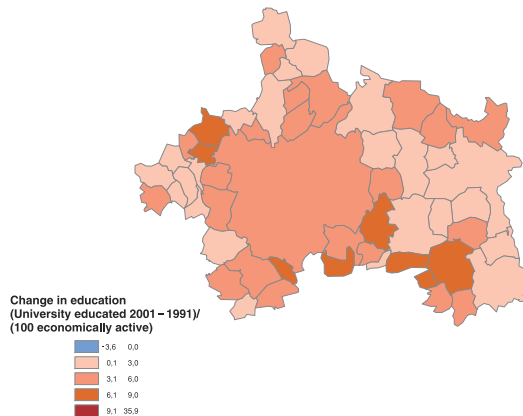 Change in education
(University educated 2001 – 1991)/
(100 economically active)
-3,6 0,0
0,1 3,0
3,1 6,0
6,1 9,0
9,1 35,9